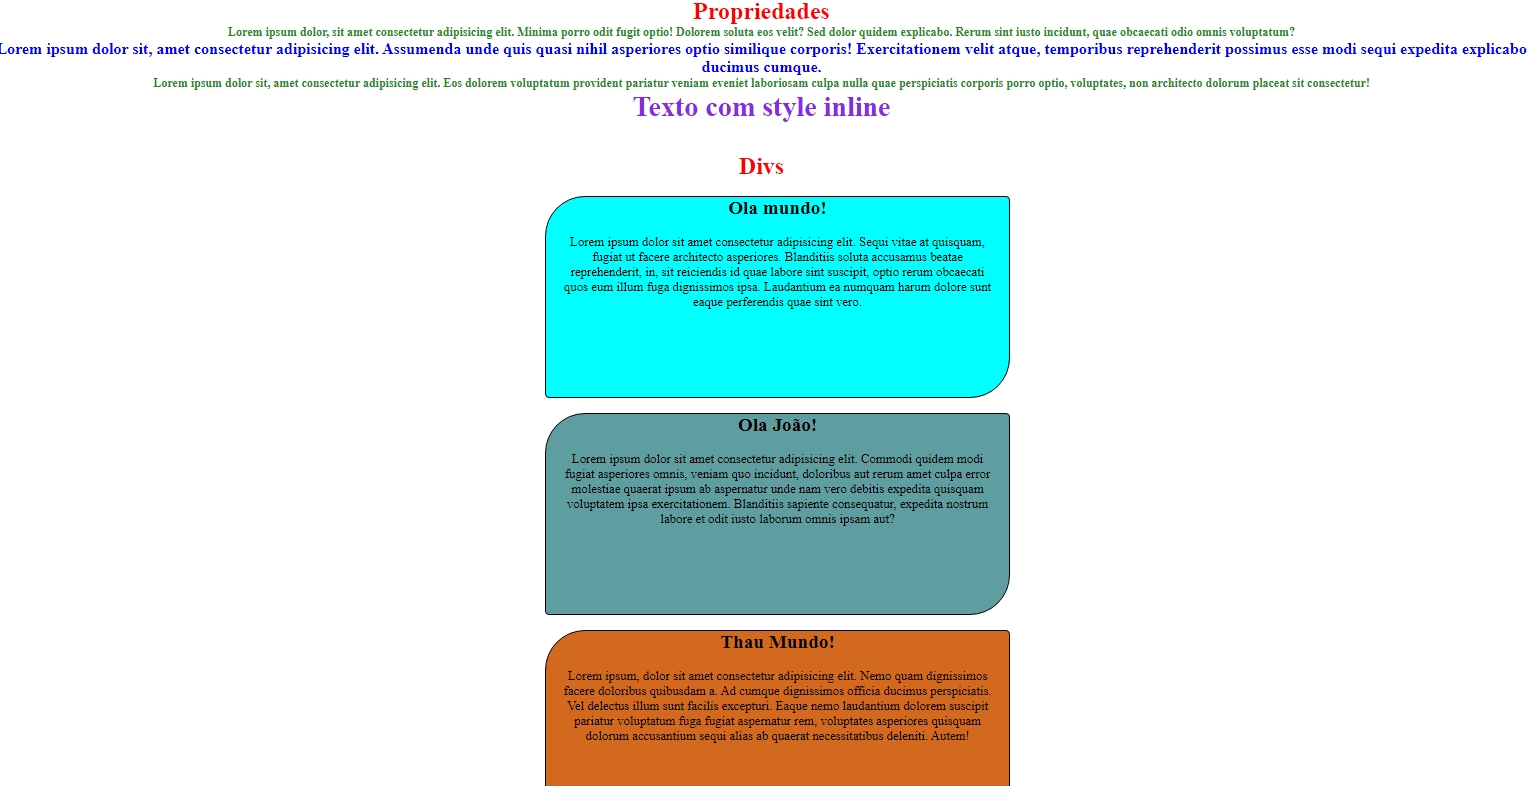 Propriedades
Lorem ipsum dolor, sit amet consectetur adipisicing elit. Minima porro odit fugit optio! Dolorem soluta eos velit? Sed dolor quidem explicabo. Rerum sint iusto incidunt, quae obcaecati odio omnis voluptatum?
Lorem ipsum dolor sit, amet consectetur adipisicing elit. Assumenda unde quis quasi nihil asperiores optio similique corporis! Exercitationem velit atque, temporibus reprehenderit possimus esse modi sequi expedita explicabo
ducimus cumque.
Lorem ipsum dolor sit, amet consectetur adipisicing elit. Eos dolorem voluptatum provident pariatur veniam eveniet laboriosam culpa nulla quae perspiciatis corporis porro optio, voluptates, non architecto dolorum placeat sit consectetur!
Texto com style inline
Divs
Ola mundo!
Lorem ipsum dolor sit amet consectetur adipisicing elit. Sequi vitae at quisquam,
fugiat ut facere architecto asperiores. Blanditiis soluta accusamus beatae
reprehenderit, in, sit reiciendis id quae labore sint suscipit, optio rerum obcaecati
quos eum illum fuga dignissimos ipsa. Laudantium ea numquam harum dolore sunt
eaque perferendis quae sint vero.
Ola João!
Lorem ipsum dolor sit amet consectetur adipisicing elit. Commodi quidem modi
fugiat asperiores omnis, veniam quo incidunt, doloribus aut rerum amet culpa error
molestiae quaerat ipsum ab aspernatur unde nam vero debitis expedita quisquam
voluptatem ipsa exercitationem. Blanditiis sapiente consequatur, expedita nostrum
labore et odit iusto laborum omnis ipsam aut?
Thau Mundo!
Lorem ipsum, dolor sit amet consectetur adipisicing elit. Nemo quam dignissimos
facere doloribus quibusdam a. Ad cumque dignissimos officia ducimus perspiciatis.
Vel delectus illum sunt facilis excepturi. Eaque nemo laudantium dolorem suscipit
pariatur voluptatum fuga fugiat aspernatur rem, voluptates asperiores quisquam
dolorum accusantium sequi alias ab quaerat necessitatibus deleniti. Autem!